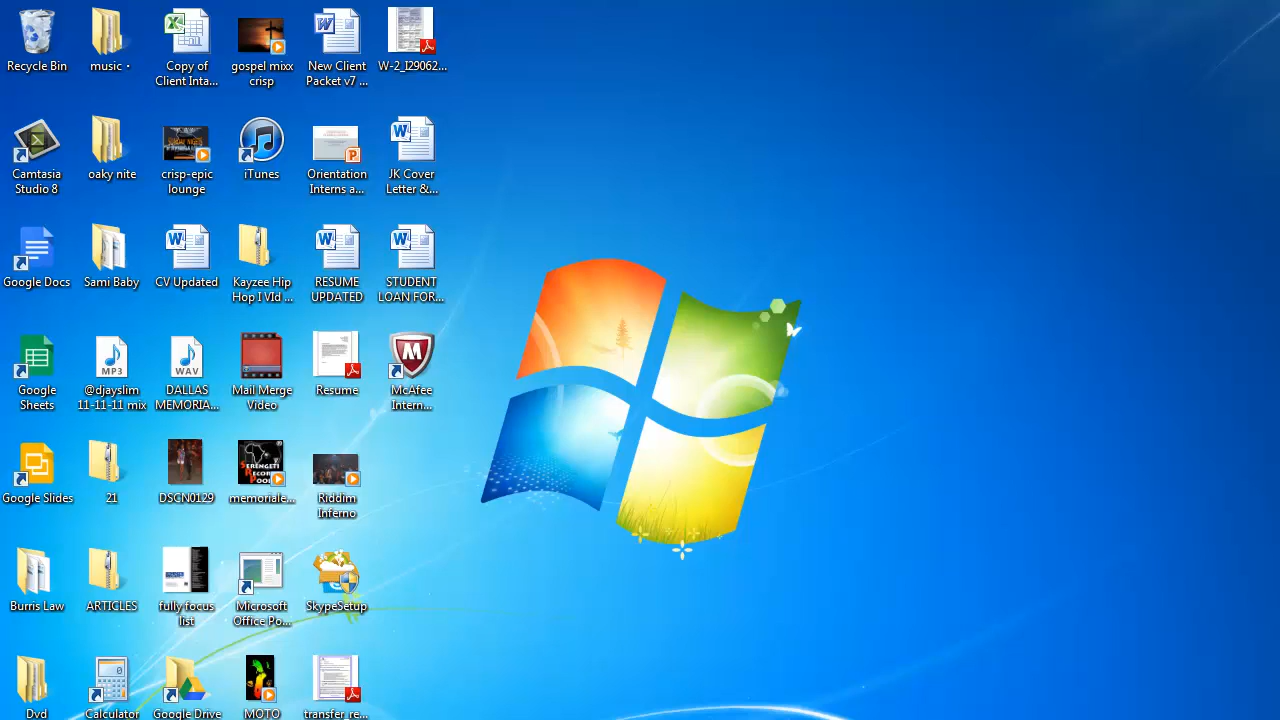 Recycle Bin
music •
Copy of
Client Inta...
gospel mixx
crisp
New Client
Packet v7 ...
W-2_I29062...
Camtasia
Studio 8
oaky nite
crisp-epic
lounge
iTunes
Orientation
Interns a...
JK Cover
Letter &...
Google Docs
Sami Baby
CV Updated
Kayzee Hip
Hop I VId ...
RESUME
UPDATED
STUDENT
LOAN FOR...
Google
Sheets
MP3
@djayslim
11-11-11 mix
WAV
DALLAS
MEMORIA...
Mail Merge
Video
Resume
McAfee
Intern...
Google Slides
21
DSCN0129
memoriale...
Riddim
Inferno
Burris Law
ARTICLES
fully focus
list
Microsoft
Office Po...
SkypeSetup
Dvd
Calculator
Google Drive
MOTO
transfer_re...